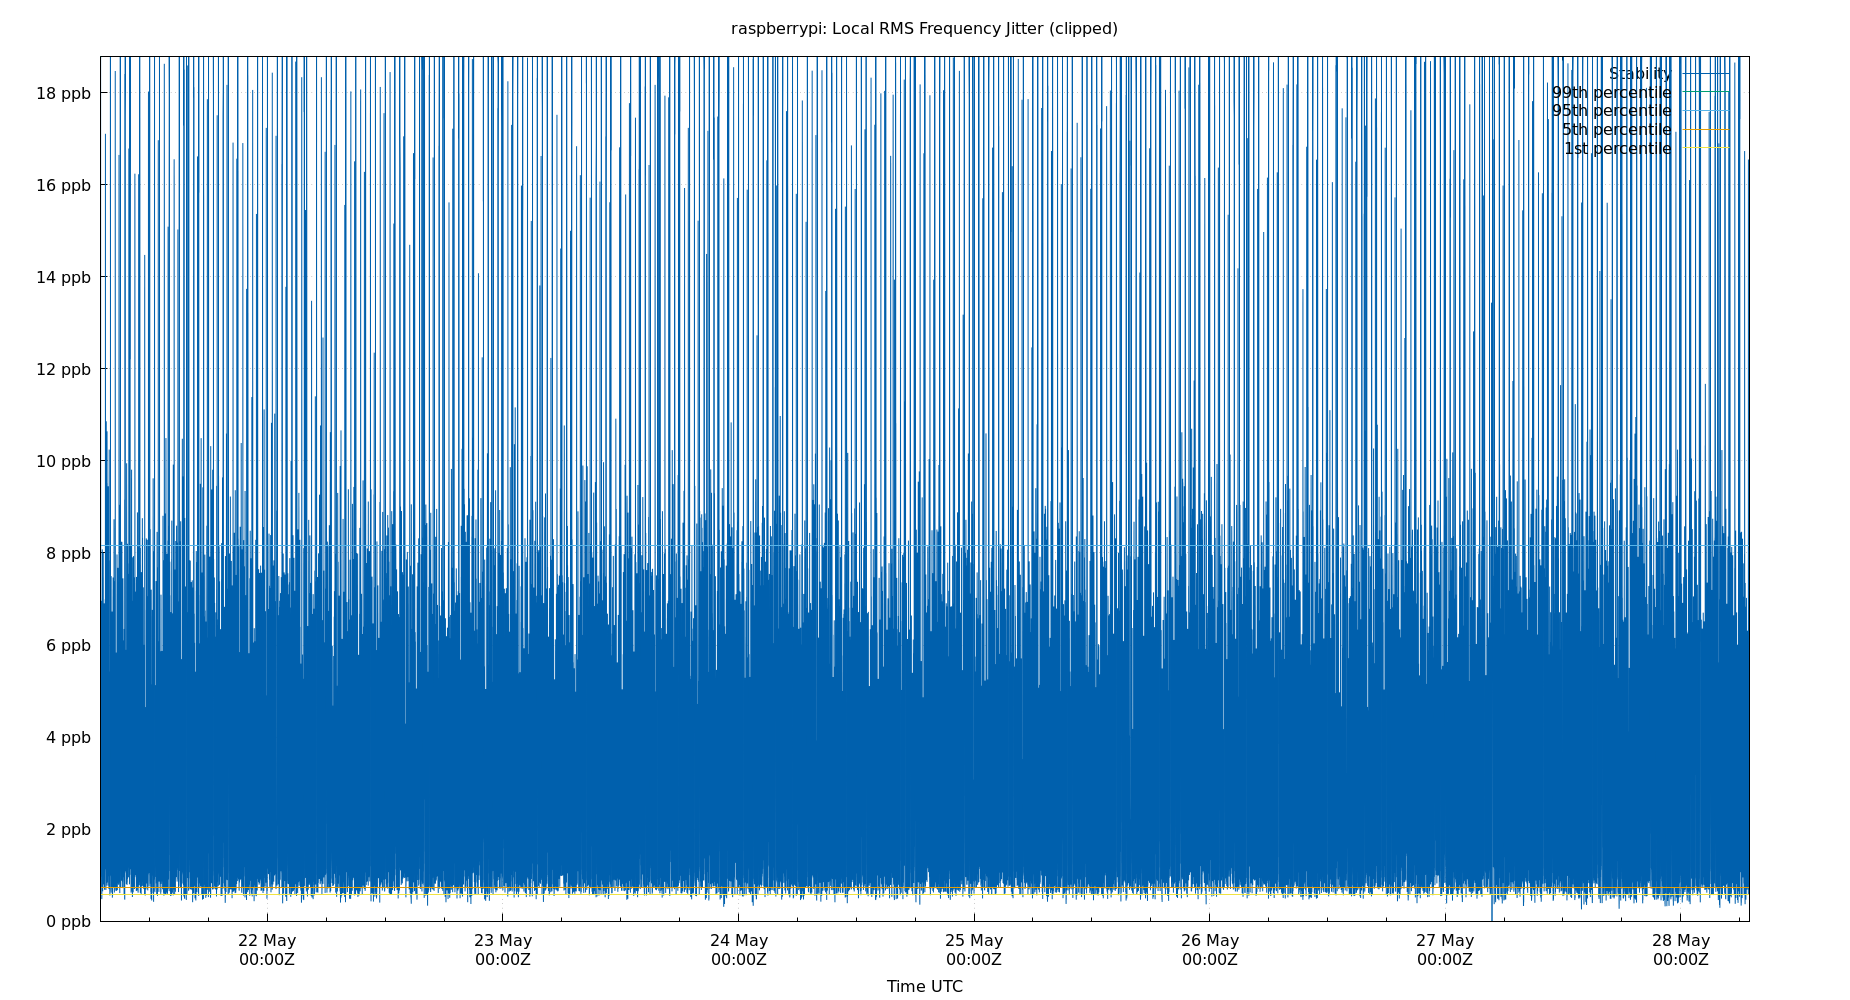 raspberrypi: Local RMS Frequency Jitter (clipped)
Stability
99th percentile
95th percentile
5th percentile
1st percentile
18 ppb
16 ppb
14 ppb
12 ppb
10 ppb
8 ppb
6 ppb
4 ppb
2 ppb
0 ppb
22 May 23 May 24 May 25 May 26 May 27 May 28 May
00:00Z 00:00Z 00:00Z 00:00Z 00:00Z 00:00Z 00:00Z
Time UTC